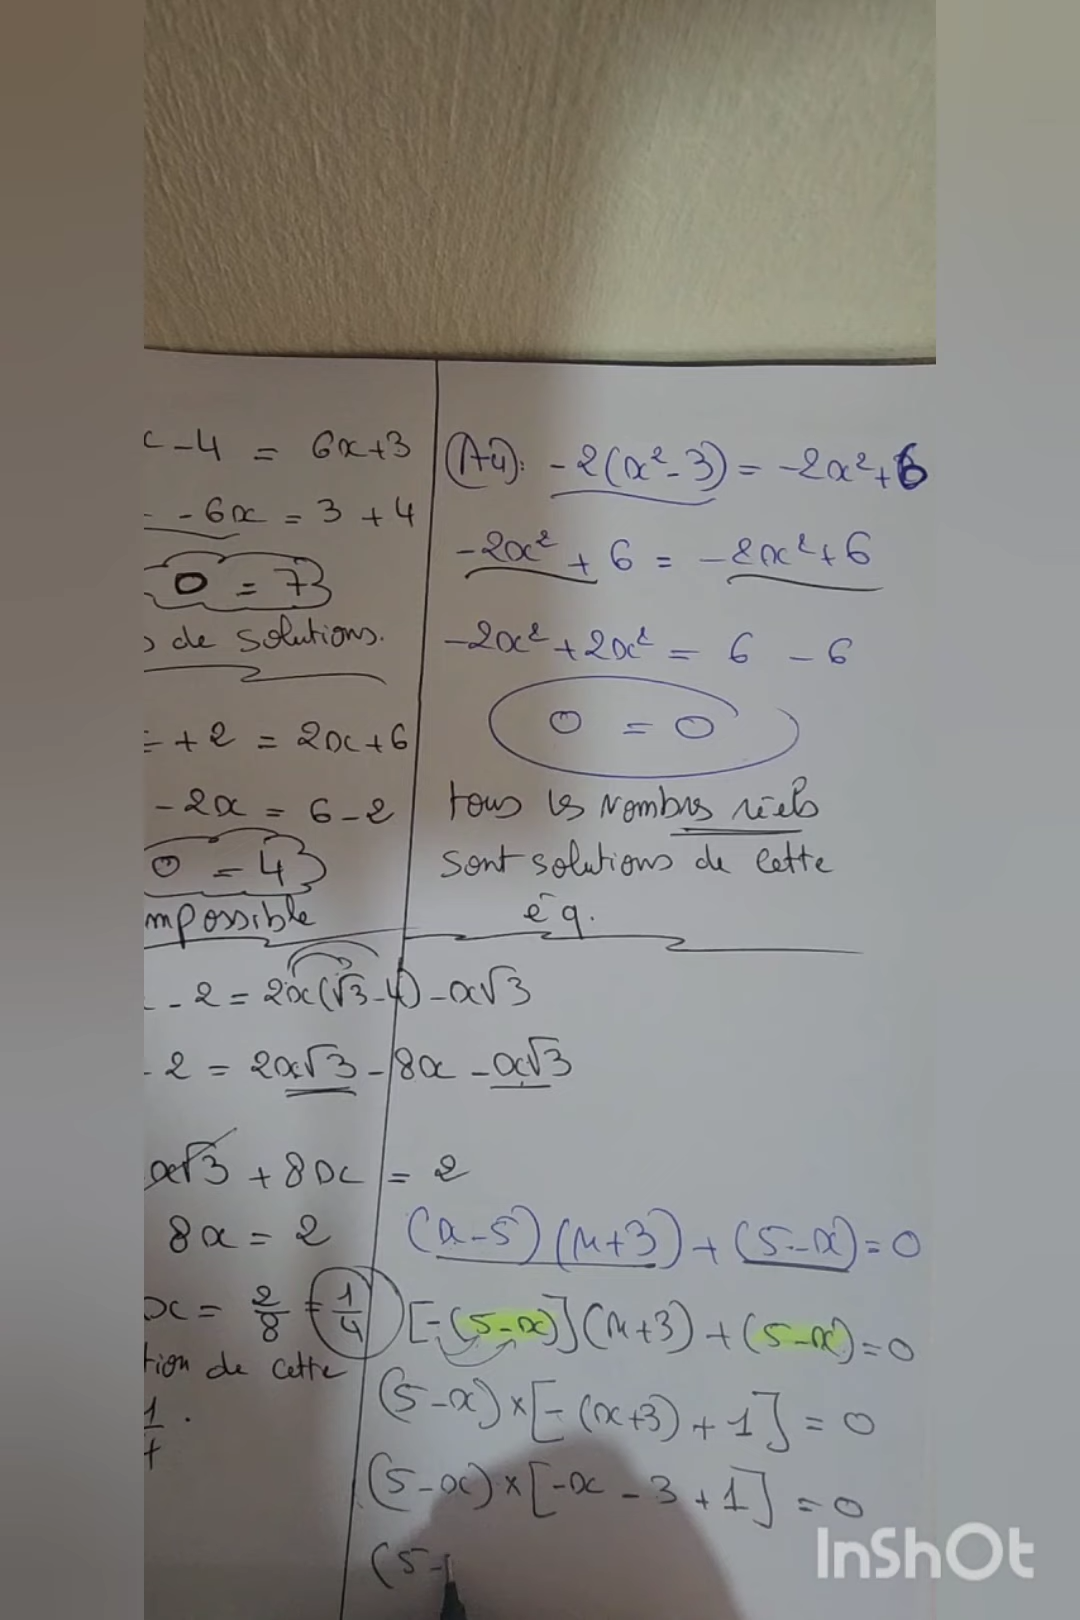 -4 = 6x+3
- -6x = 3 + 4
0 = 7
de solutions.
+ 2 = 2x+6
-2x = 6-2
0 = 4
mpossible
(A4): -2(x²-3) = -2x²+6
-2x² + 6 = -2x²+6
-2x²+2x² = 6 - 6
0 = 0
tous les nombres réels
sont solutions de cette
éq.
- 2 = 2x(√3-4)-x√3
- 2 = 2x√3 - 8x - x√3
x√3 + 8x = 2
8x = 2
x = 2/8 = 1/4
tion de cette
1
(x-5)(x+3)+(5-x)=0
[-(5-x)](x+3)+(5-x)=0
(5-x)×[-(x+3)+1]=0
(5-x)×[-x-3+1]=0
(5-
InShOt